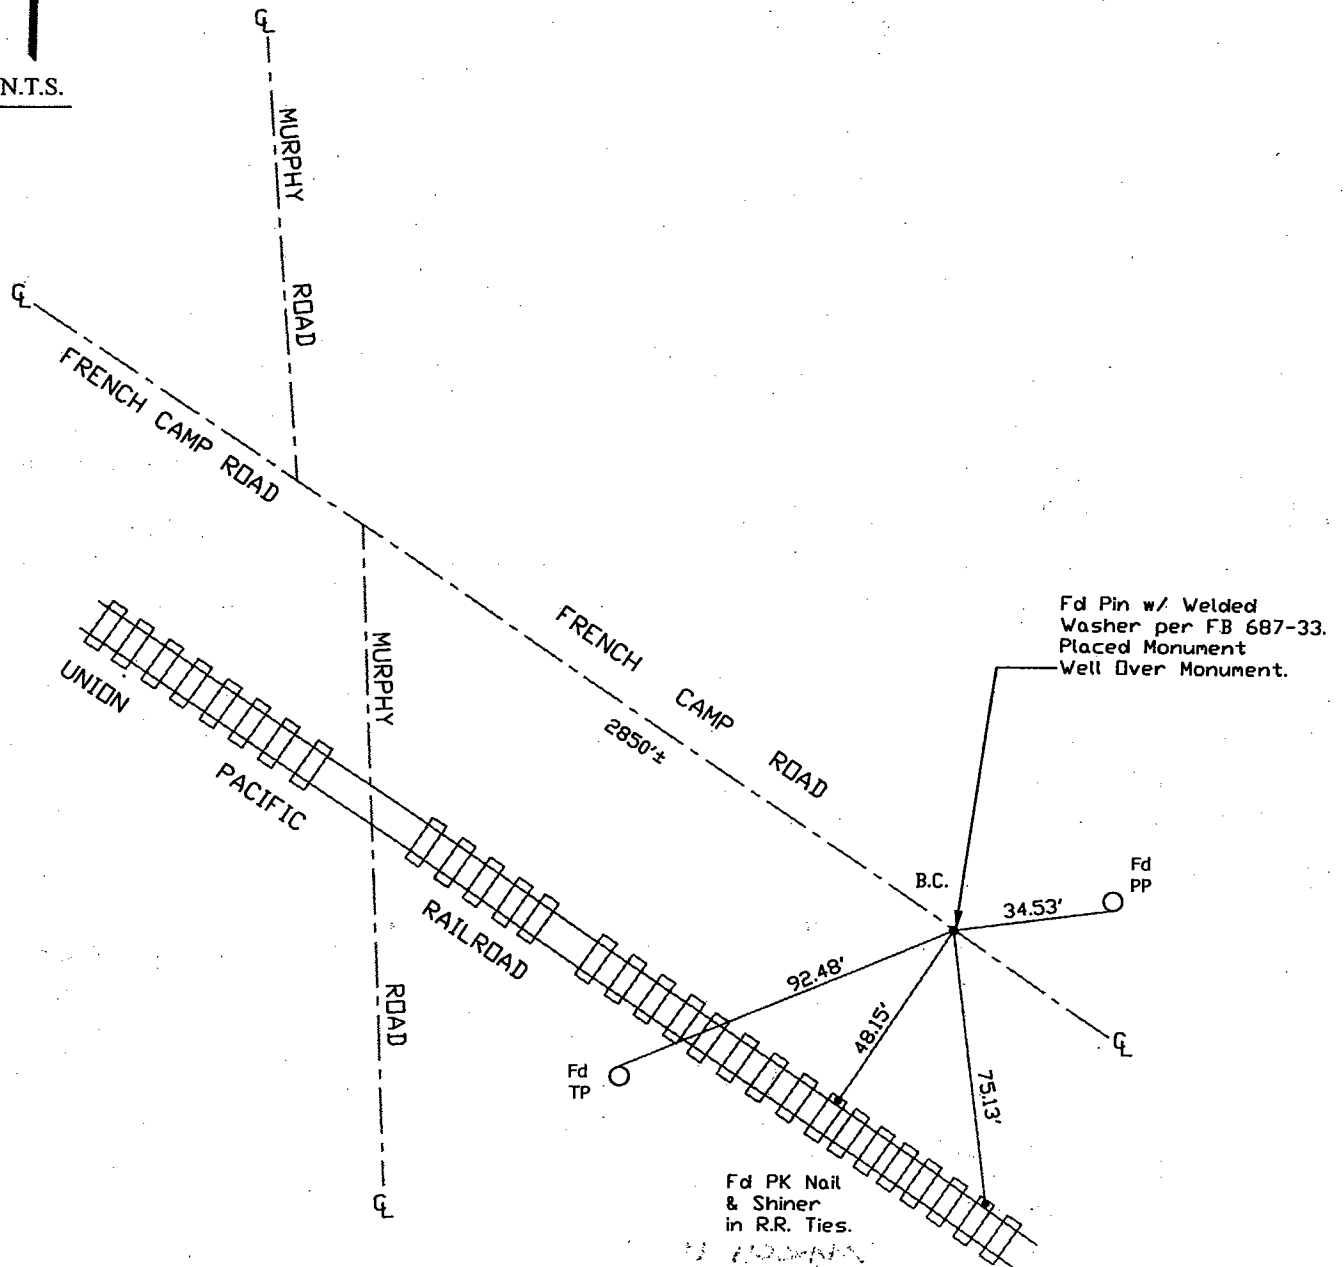 ℄
N.T.S.
MURPHY
ROAD
℄
FRENCH CAMP ROAD
FRENCH CAMP ROAD
2850'±
Fd Pin w/ Welded
Washer per FB 687-33.
Placed Monument
Well Over Monument.
MURPHY
ROAD
℄
UNION
PACIFIC
RAILROAD
B.C.
Fd
PP
34.53'
92.48'
48.15'
75.13'
℄
Fd
TP
Fd PK Nail
& Shiner
in R.R. Ties.